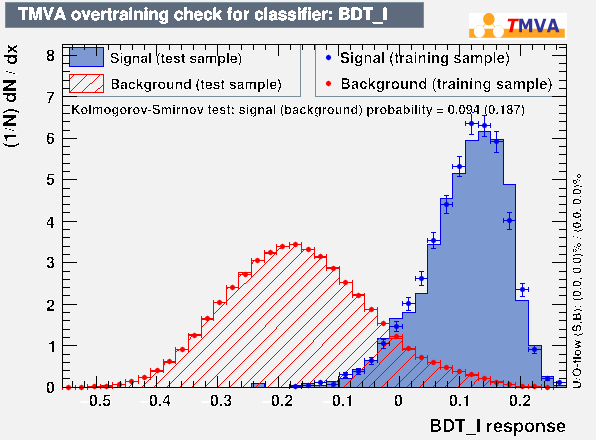 TMVA overtraining check for classifier: BDT_I
TMVA
(1/N) dN / dx
Signal (test sample)
Background (test sample)
Signal (training sample)
Background (training sample)
Kolmogorov-Smirnov test: signal (background) probability = 0.094 (0.187)
8
7
6
5
4
3
2
1
0
-0.5 -0.4 -0.3 -0.2 -0.1 0 0.1 0.2
BDT_I response
U/O-flow (S,B): (0.0, 0.0)% / (0.0, 0.0)%